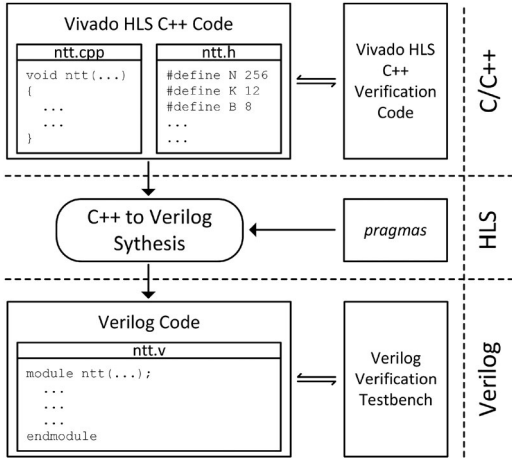 Vivado HLS C++ Code
ntt.cpp
void ntt(...)
{
...
...
}
ntt.h
#define N 256
#define K 12
#define B 8
...
...
Vivado HLS
C++
Verification
Code
C/C++
C++ to Verilog
Sythesis
pragmas
HLS
Verilog Code
ntt.v
module ntt(...);
...
...
...
endmodule
Verilog
Verification
Testbench
Verilog